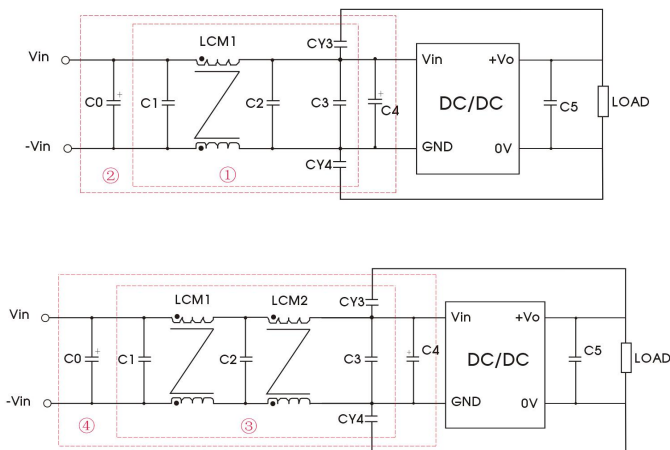 LCM1
CY3
Vin
Vin
+Vo
C0
+
C1
C2
C3
+
C4
DC/DC
C5
LOAD
-Vin
GND
0V
CY4
②
①
LCM1
LCM2
CY3
Vin
Vin
+Vo
C0
+
C1
C2
C3
+
C4
DC/DC
C5
LOAD
-Vin
GND
0V
CY4
④
③